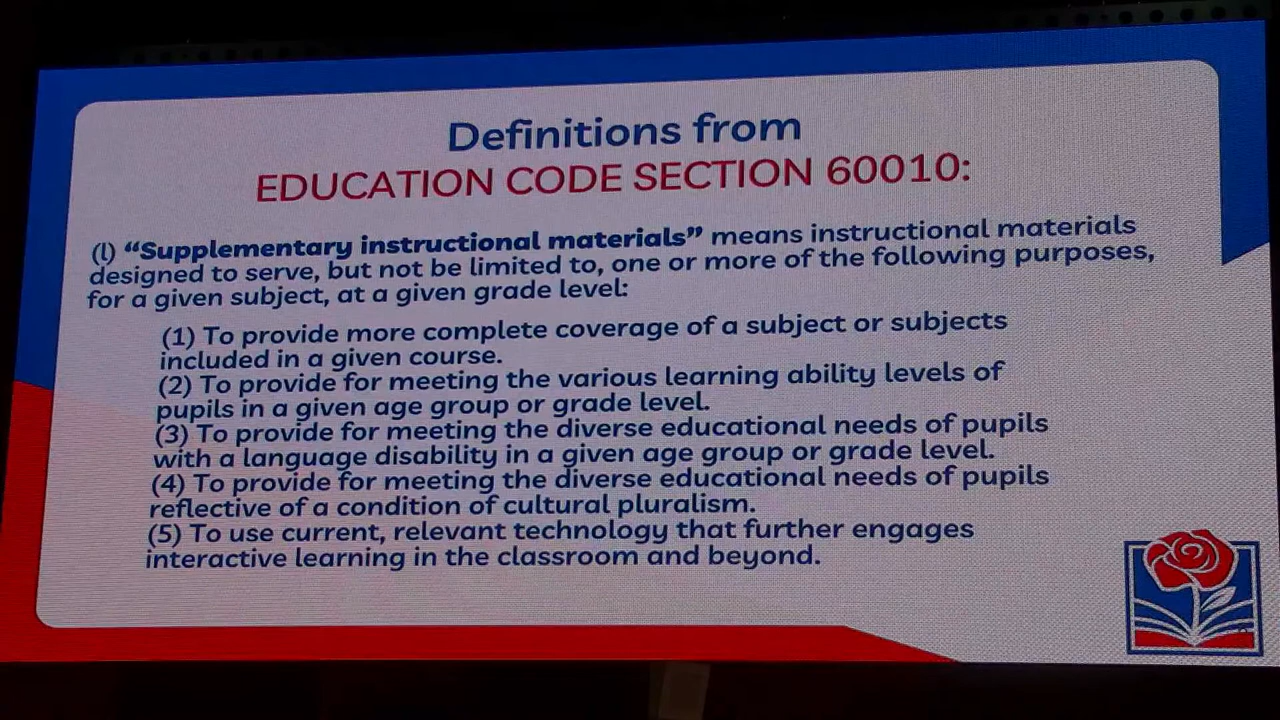 Definitions from
EDUCATION CODE SECTION 60010:
(l) “Supplementary instructional materials” means instructional materials
designed to serve, but not be limited to, one or more of the following purposes,
for a given subject, at a given grade level:
(1) To provide more complete coverage of a subject or subjects
included in a given course.
(2) To provide for meeting the various learning ability levels of
pupils in a given age group or grade level.
(3) To provide for meeting the diverse educational needs of pupils
with a language disability in a given age group or grade level.
(4) To provide for meeting the diverse educational needs of pupils
reflective of a condition of cultural pluralism.
(5) To use current, relevant technology that further engages
interactive learning in the classroom and beyond.